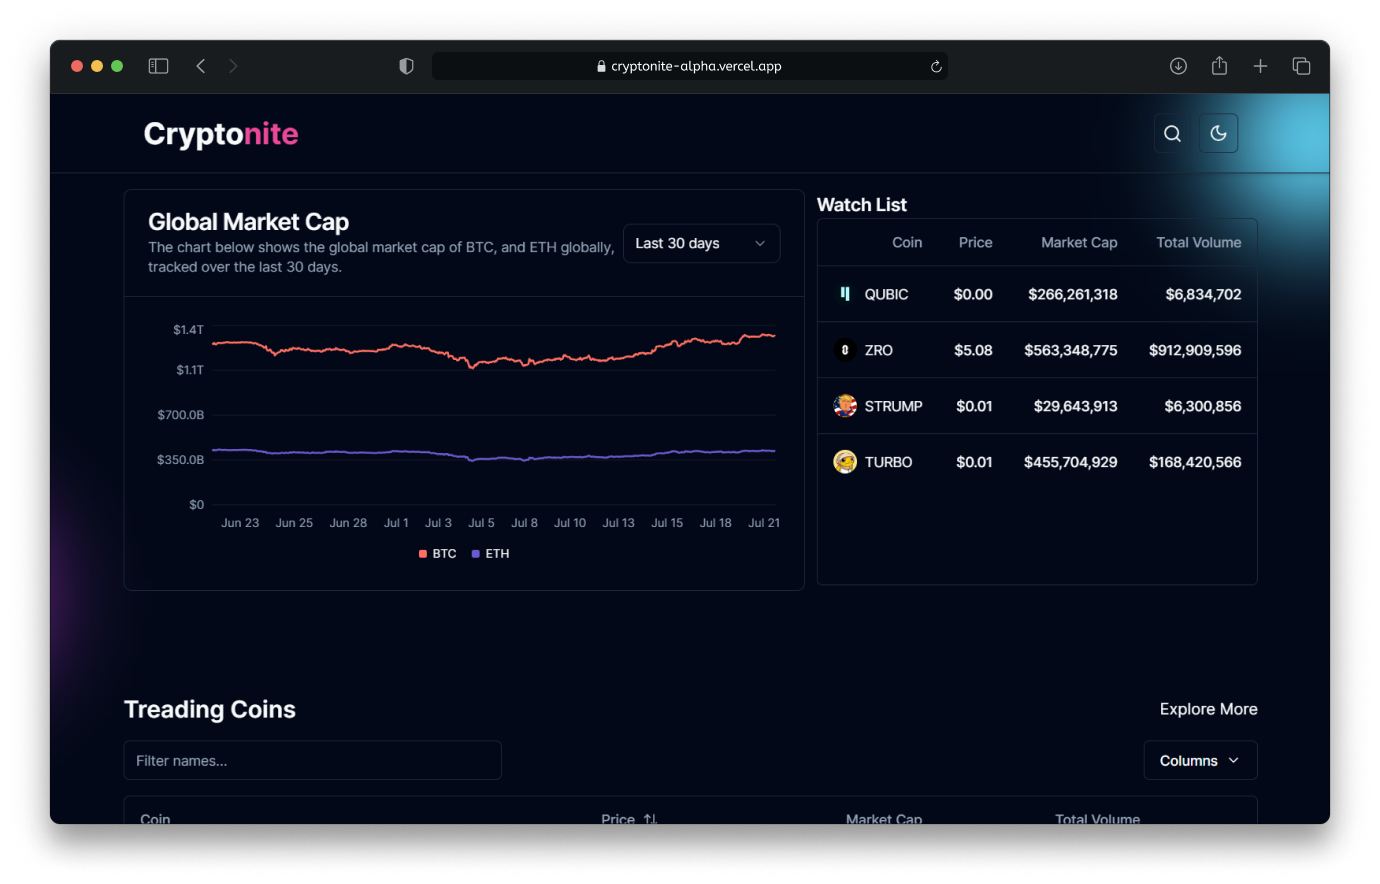 cryptonite-alpha.vercel.app
Cryptonite
Global Market Cap
The chart below shows the global market cap of BTC, and ETH globally,
tracked over the last 30 days.
Last 30 days
$1.4T
$1.1T
$700.0B
$350.0B
$0
Jun 23 Jun 25 Jun 28 Jul 1 Jul 3 Jul 5 Jul 8 Jul 10 Jul 13 Jul 15 Jul 18 Jul 21
BTC ETH
Watch List
Coin Price Market Cap Total Volume
QUBIC $0.00 $266,261,318 $6,834,702
ZRO $5.08 $563,348,775 $912,909,596
STRUMP $0.01 $29,643,913 $6,300,856
TURBO $0.01 $455,704,929 $168,420,566
Treading Coins
Explore More
Filter names...
Columns
Coin Price Market Cap Total Volume